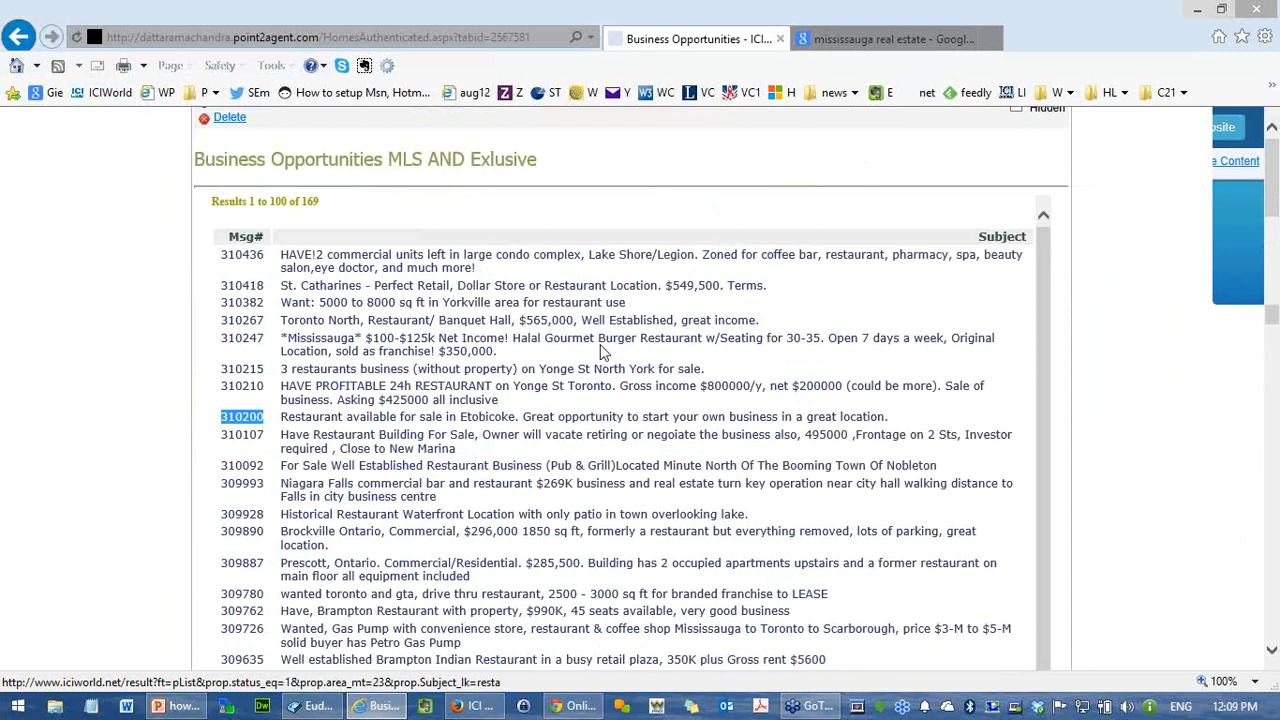 http://dattaramachandra.point2agent.com/HomesAuthenticated.aspx?tabid=2567581
Business Opportunities - ICI...
mississauga real estate - Googl...
Page
Safety
Tools
Gie
ICIWorld
WP
P
SEm
How to setup Msn, Hotm...
aug12
Z
ST
W
Y
WC
VC
VC1
H
news
E
net
feedly
LI
W
HL
C21
Delete
Hidden
osite
e Content
Business Opportunities MLS AND Exlusive
Results 1 to 100 of 169
Msg# Subject
310436 HAVE!2 commercial units left in large condo complex, Lake Shore/Legion. Zoned for coffee bar, restaurant, pharmacy, spa, beauty
salon,eye doctor, and much more!
310418 St. Catharines - Perfect Retail, Dollar Store or Restaurant Location. $549,500. Terms.
310382 Want: 5000 to 8000 sq ft in Yorkville area for restaurant use
310267 Toronto North, Restaurant/ Banquet Hall, $565,000, Well Established, great income.
310247 *Mississauga* $100-$125k Net Income! Halal Gourmet Burger Restaurant w/Seating for 30-35. Open 7 days a week, Original
Location, sold as franchise! $350,000.
310215 3 restaurants business (without property) on Yonge St North York for sale.
310210 HAVE PROFITABLE 24h RESTAURANT on Yonge St Toronto. Gross income $800000/y, net $200000 (could be more). Sale of
business. Asking $425000 all inclusive
310200 Restaurant available for sale in Etobicoke. Great opportunity to start your own business in a great location.
310107 Have Restaurant Building For Sale, Owner will vacate retiring or negoiate the business also, 495000 ,Frontage on 2 Sts, Investor
required , Close to New Marina
310092 For Sale Well Established Restaurant Business (Pub & Grill)Located Minute North Of The Booming Town Of Nobleton
309993 Niagara Falls commercial bar and restaurant $269K business and real estate turn key operation near city hall walking distance to
Falls in city business centre
309928 Historical Restaurant Waterfront Location with only patio in town overlooking lake.
309890 Brockville Ontario, Commercial, $296,000 1850 sq ft, formerly a restaurant but everything removed, lots of parking, great
location.
309887 Prescott, Ontario. Commercial/Residential. $285,500. Building has 2 occupied apartments upstairs and a former restaurant on
main floor all equipment included
309780 wanted toronto and gta, drive thru restaurant, 2500 - 3000 sq ft for branded franchise to LEASE
309762 Have, Brampton Restaurant with property, $990K, 45 seats available, very good business
309726 Wanted, Gas Pump with convenience store, restaurant & coffee shop Mississauga to Toronto to Scarborough, price $3-M to $5-M
solid buyer has Petro Gas Pump
309635 Well established Brampton Indian Restaurant in a busy retail plaza, 350K plus Gross rent $5600
http://www.iciworld.net/result?ft=pList&prop.status_eq=1&prop.area_mt=23&prop.Subject_lk=resta
100%
how...
Eud...
Busi...
ICI ...
Onli...
GoT...
ENG
12:09 PM